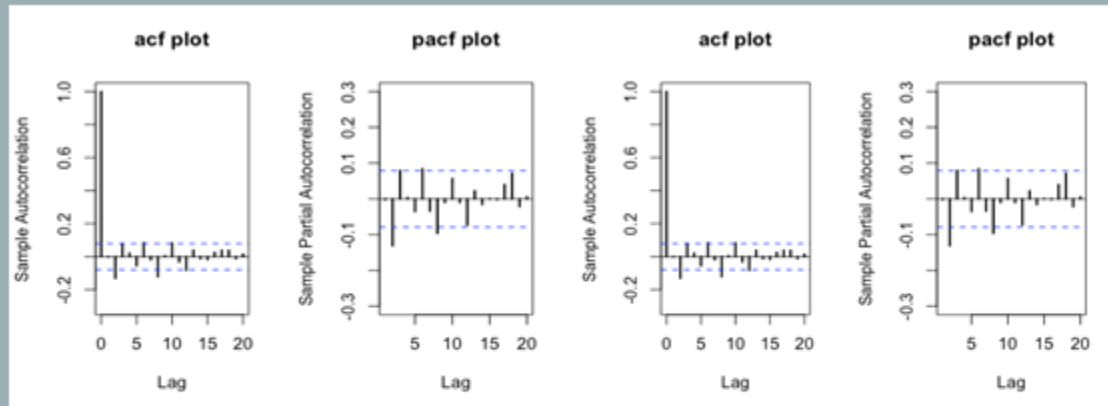 acf plot
Sample Autocorrelation
1.0
0.6
0.2
-0.2
0 5 10 15 20
Lag
pacf plot
Sample Partial Autocorrelation
0.3
0.2
0.1
-0.1
-0.3
5 10 15 20
Lag
acf plot
Sample Autocorrelation
1.0
0.6
0.2
-0.2
0 5 10 15 20
Lag
pacf plot
Sample Partial Autocorrelation
0.3
0.2
0.1
-0.1
-0.3
5 10 15 20
Lag